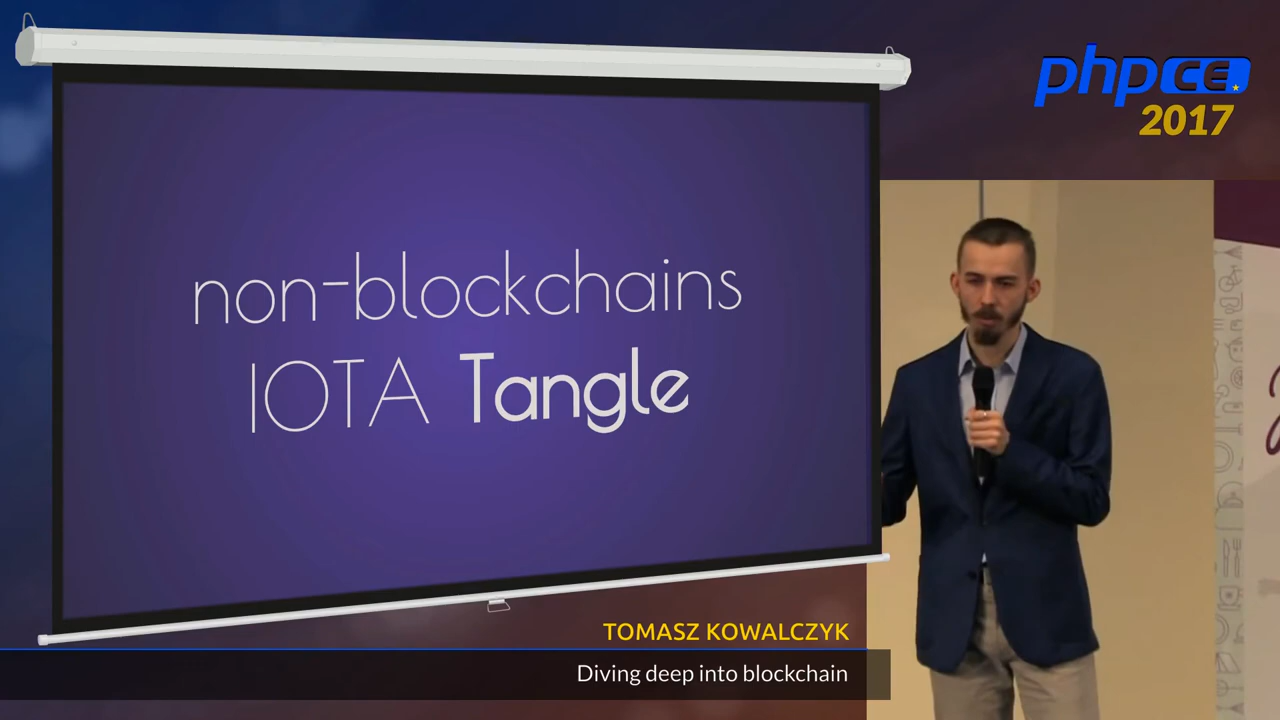 phpCE
2017
non-blockchains
IOTA Tangle
TOMASZ KOWALCZYK
Diving deep into blockchain